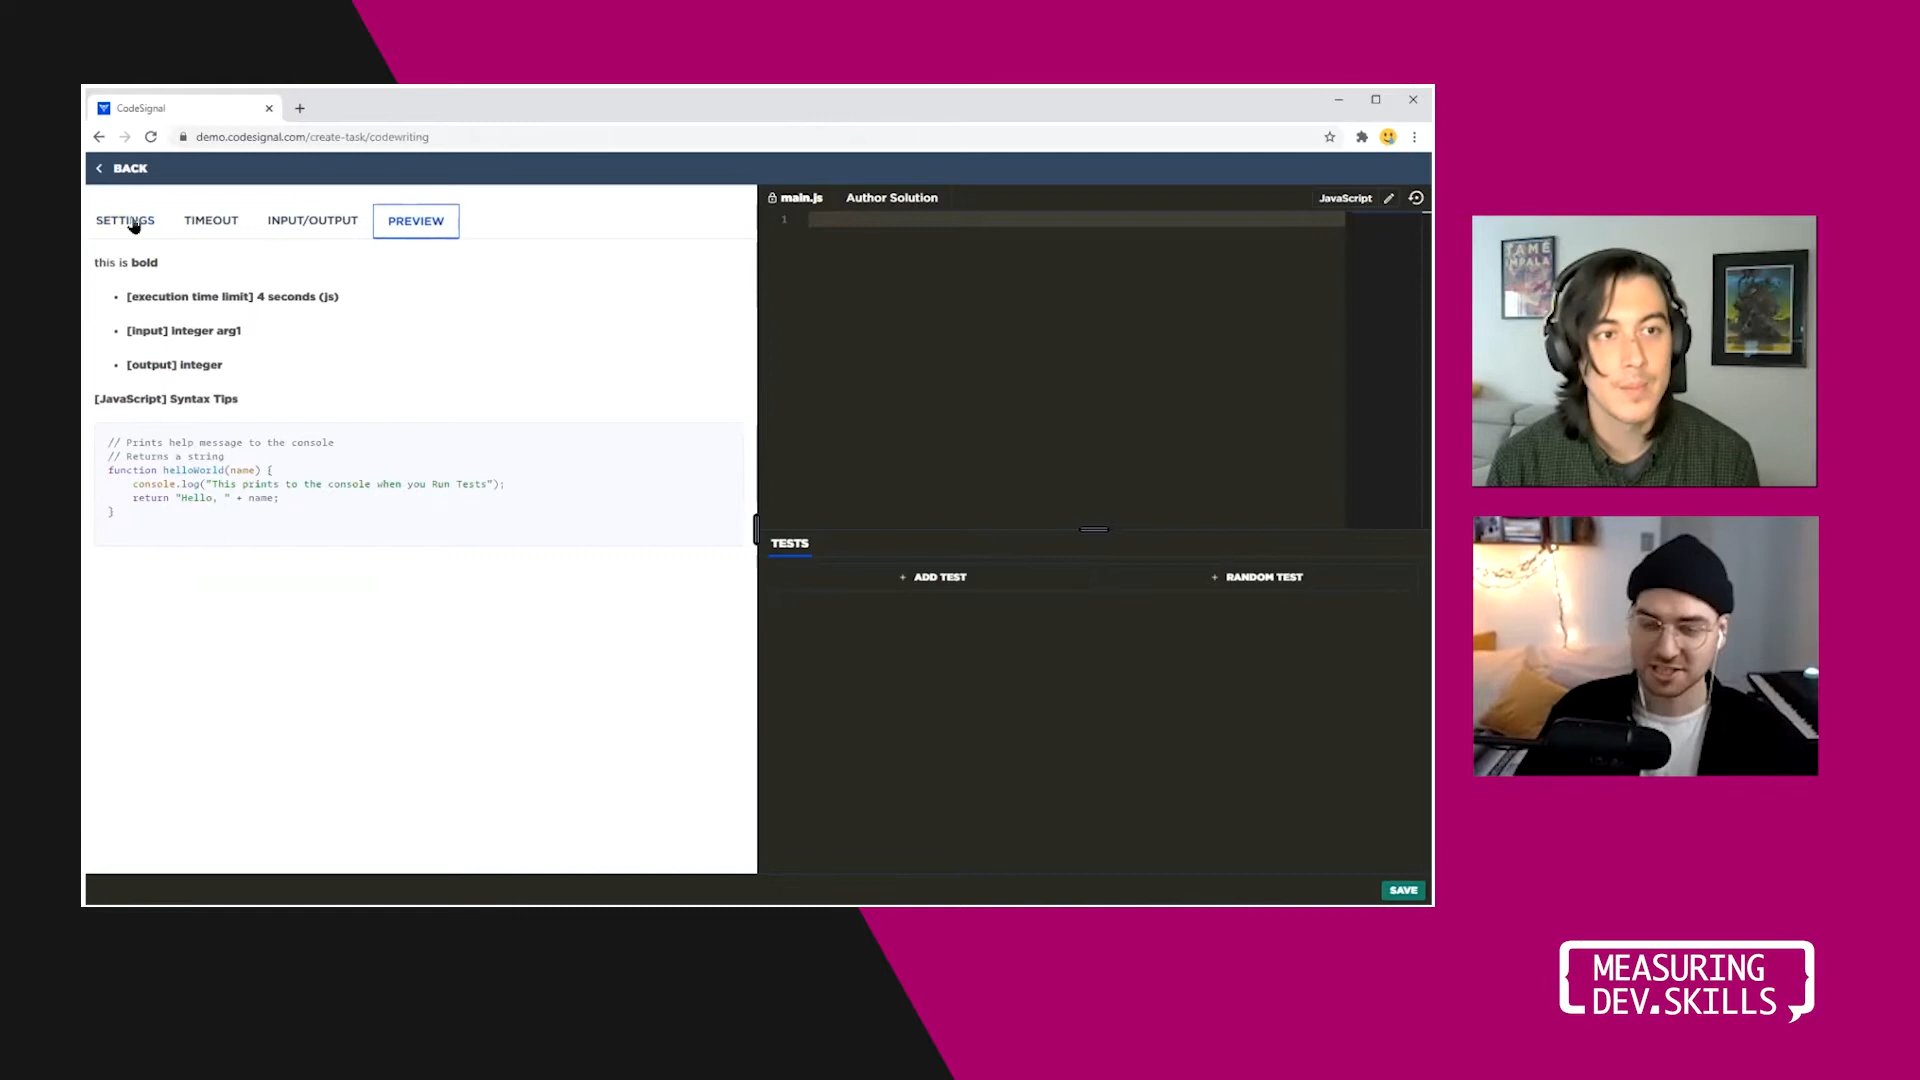 CodeSignal
demo.codesignal.com/create-task/codewriting
BACK
SETTINGS TIMEOUT INPUT/OUTPUT PREVIEW
this is bold
[execution time limit] 4 seconds (js)
[input] integer arg1
[output] integer
[JavaScript] Syntax Tips
// Prints help message to the console
// Returns a string
function helloWorld(name) {
console.log("This prints to the console when you Run Tests");
return "Hello, " + name;
}
main.js Author Solution JavaScript
1
TESTS
+ ADD TEST + RANDOM TEST
SAVE
TAME
IMPALA
MEASURING
DEV.SKILLS